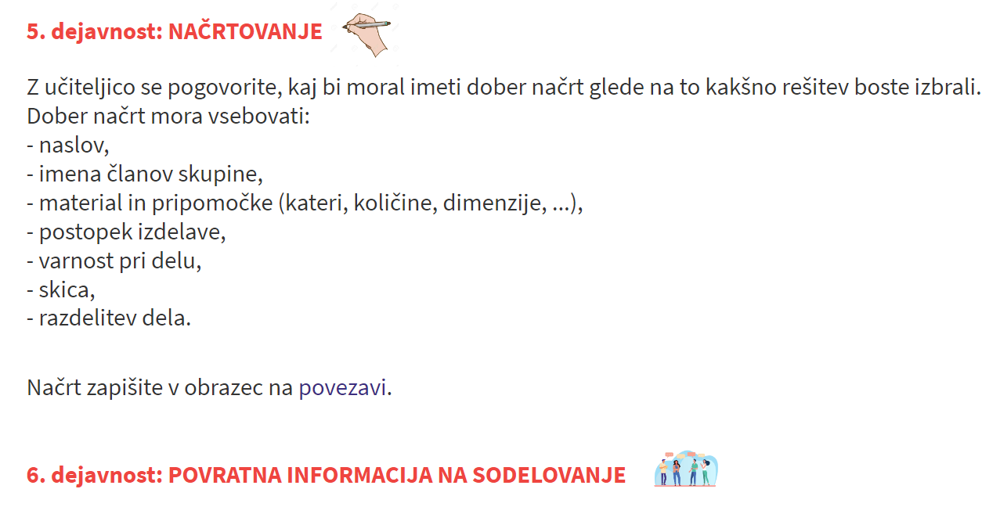 5. dejavnost: NAČRTOVANJE
Z učiteljico se pogovorite, kaj bi moral imeti dober načrt glede na to kakšno rešitev boste izbrali.
Dober načrt mora vsebovati:
- naslov,
- imena članov skupine,
- material in pripomočke (kateri, količine, dimenzije, ...),
- postopek izdelave,
- varnost pri delu,
- skica,
- razdelitev dela.
Načrt zapišite v obrazec na povezavi.
6. dejavnost: POVRATNA INFORMACIJA NA SODELOVANJE